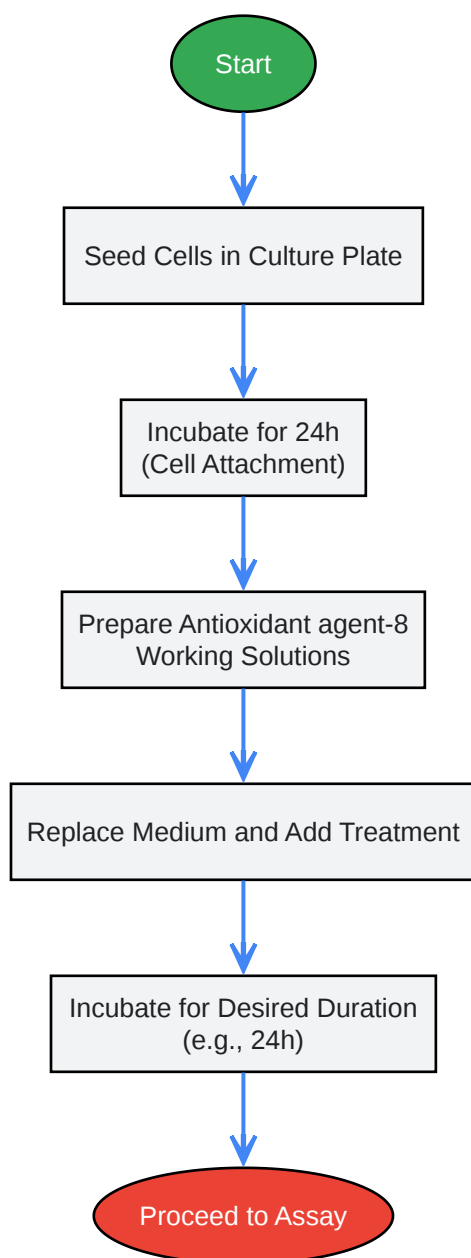 Start
Seed Cells in Culture Plate
Incubate for 24h
(Cell Attachment)
Prepare Antioxidant agent-8
Working Solutions
Replace Medium and Add Treatment
Incubate for Desired Duration
(e.g., 24h)
Proceed to Assay